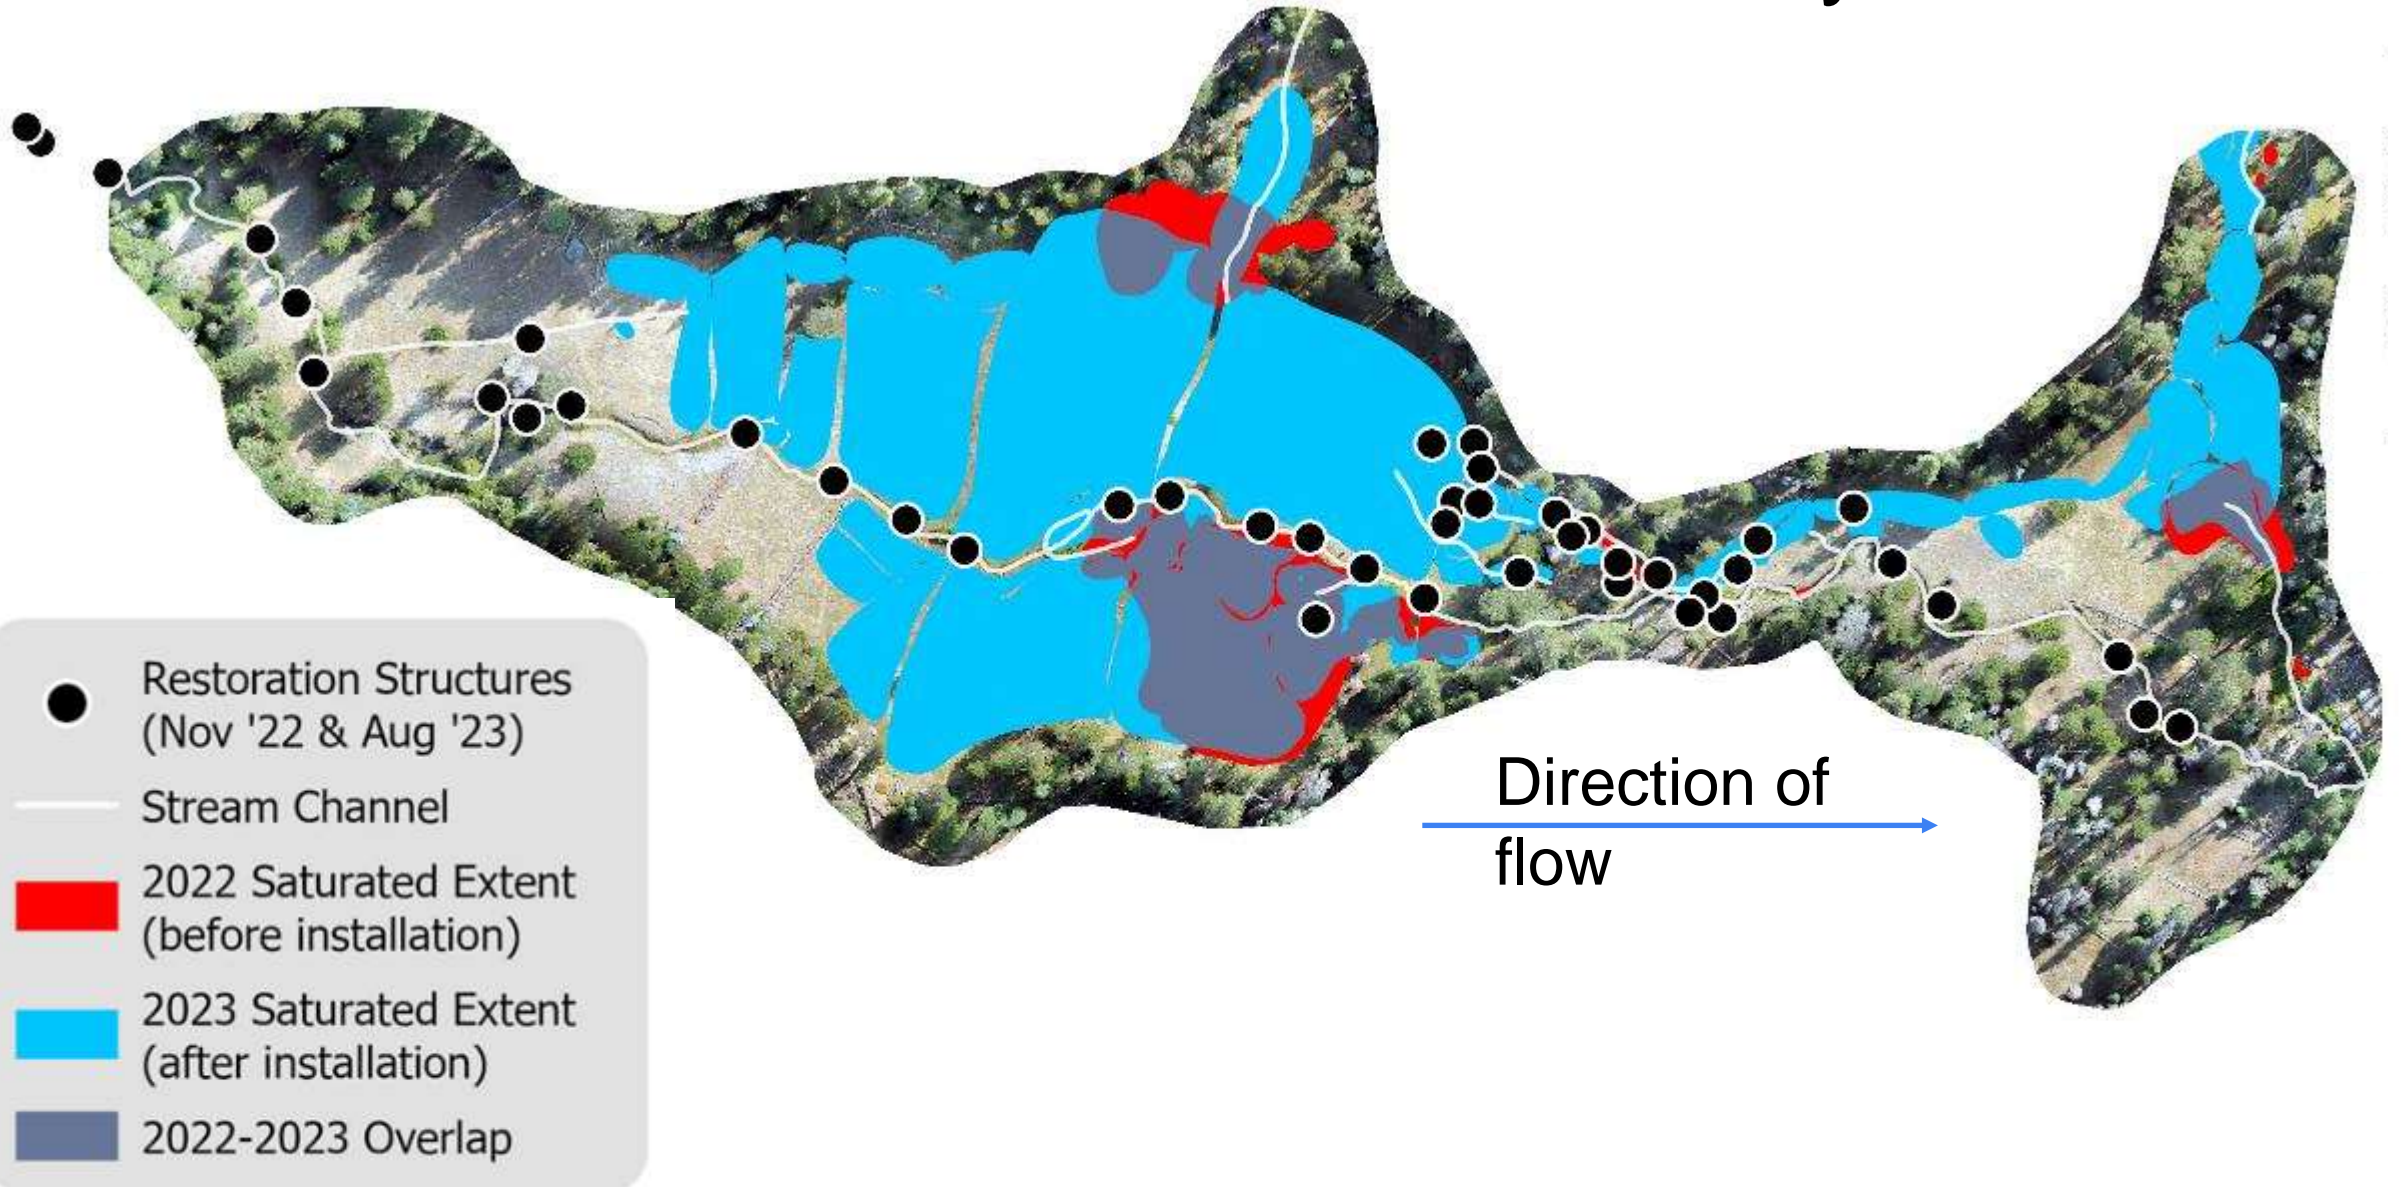 Direction of
flow
Restoration Structures
(Nov '22 & Aug '23)
Stream Channel
2022 Saturated Extent
(before installation)
2023 Saturated Extent
(after installation)
2022-2023 Overlap